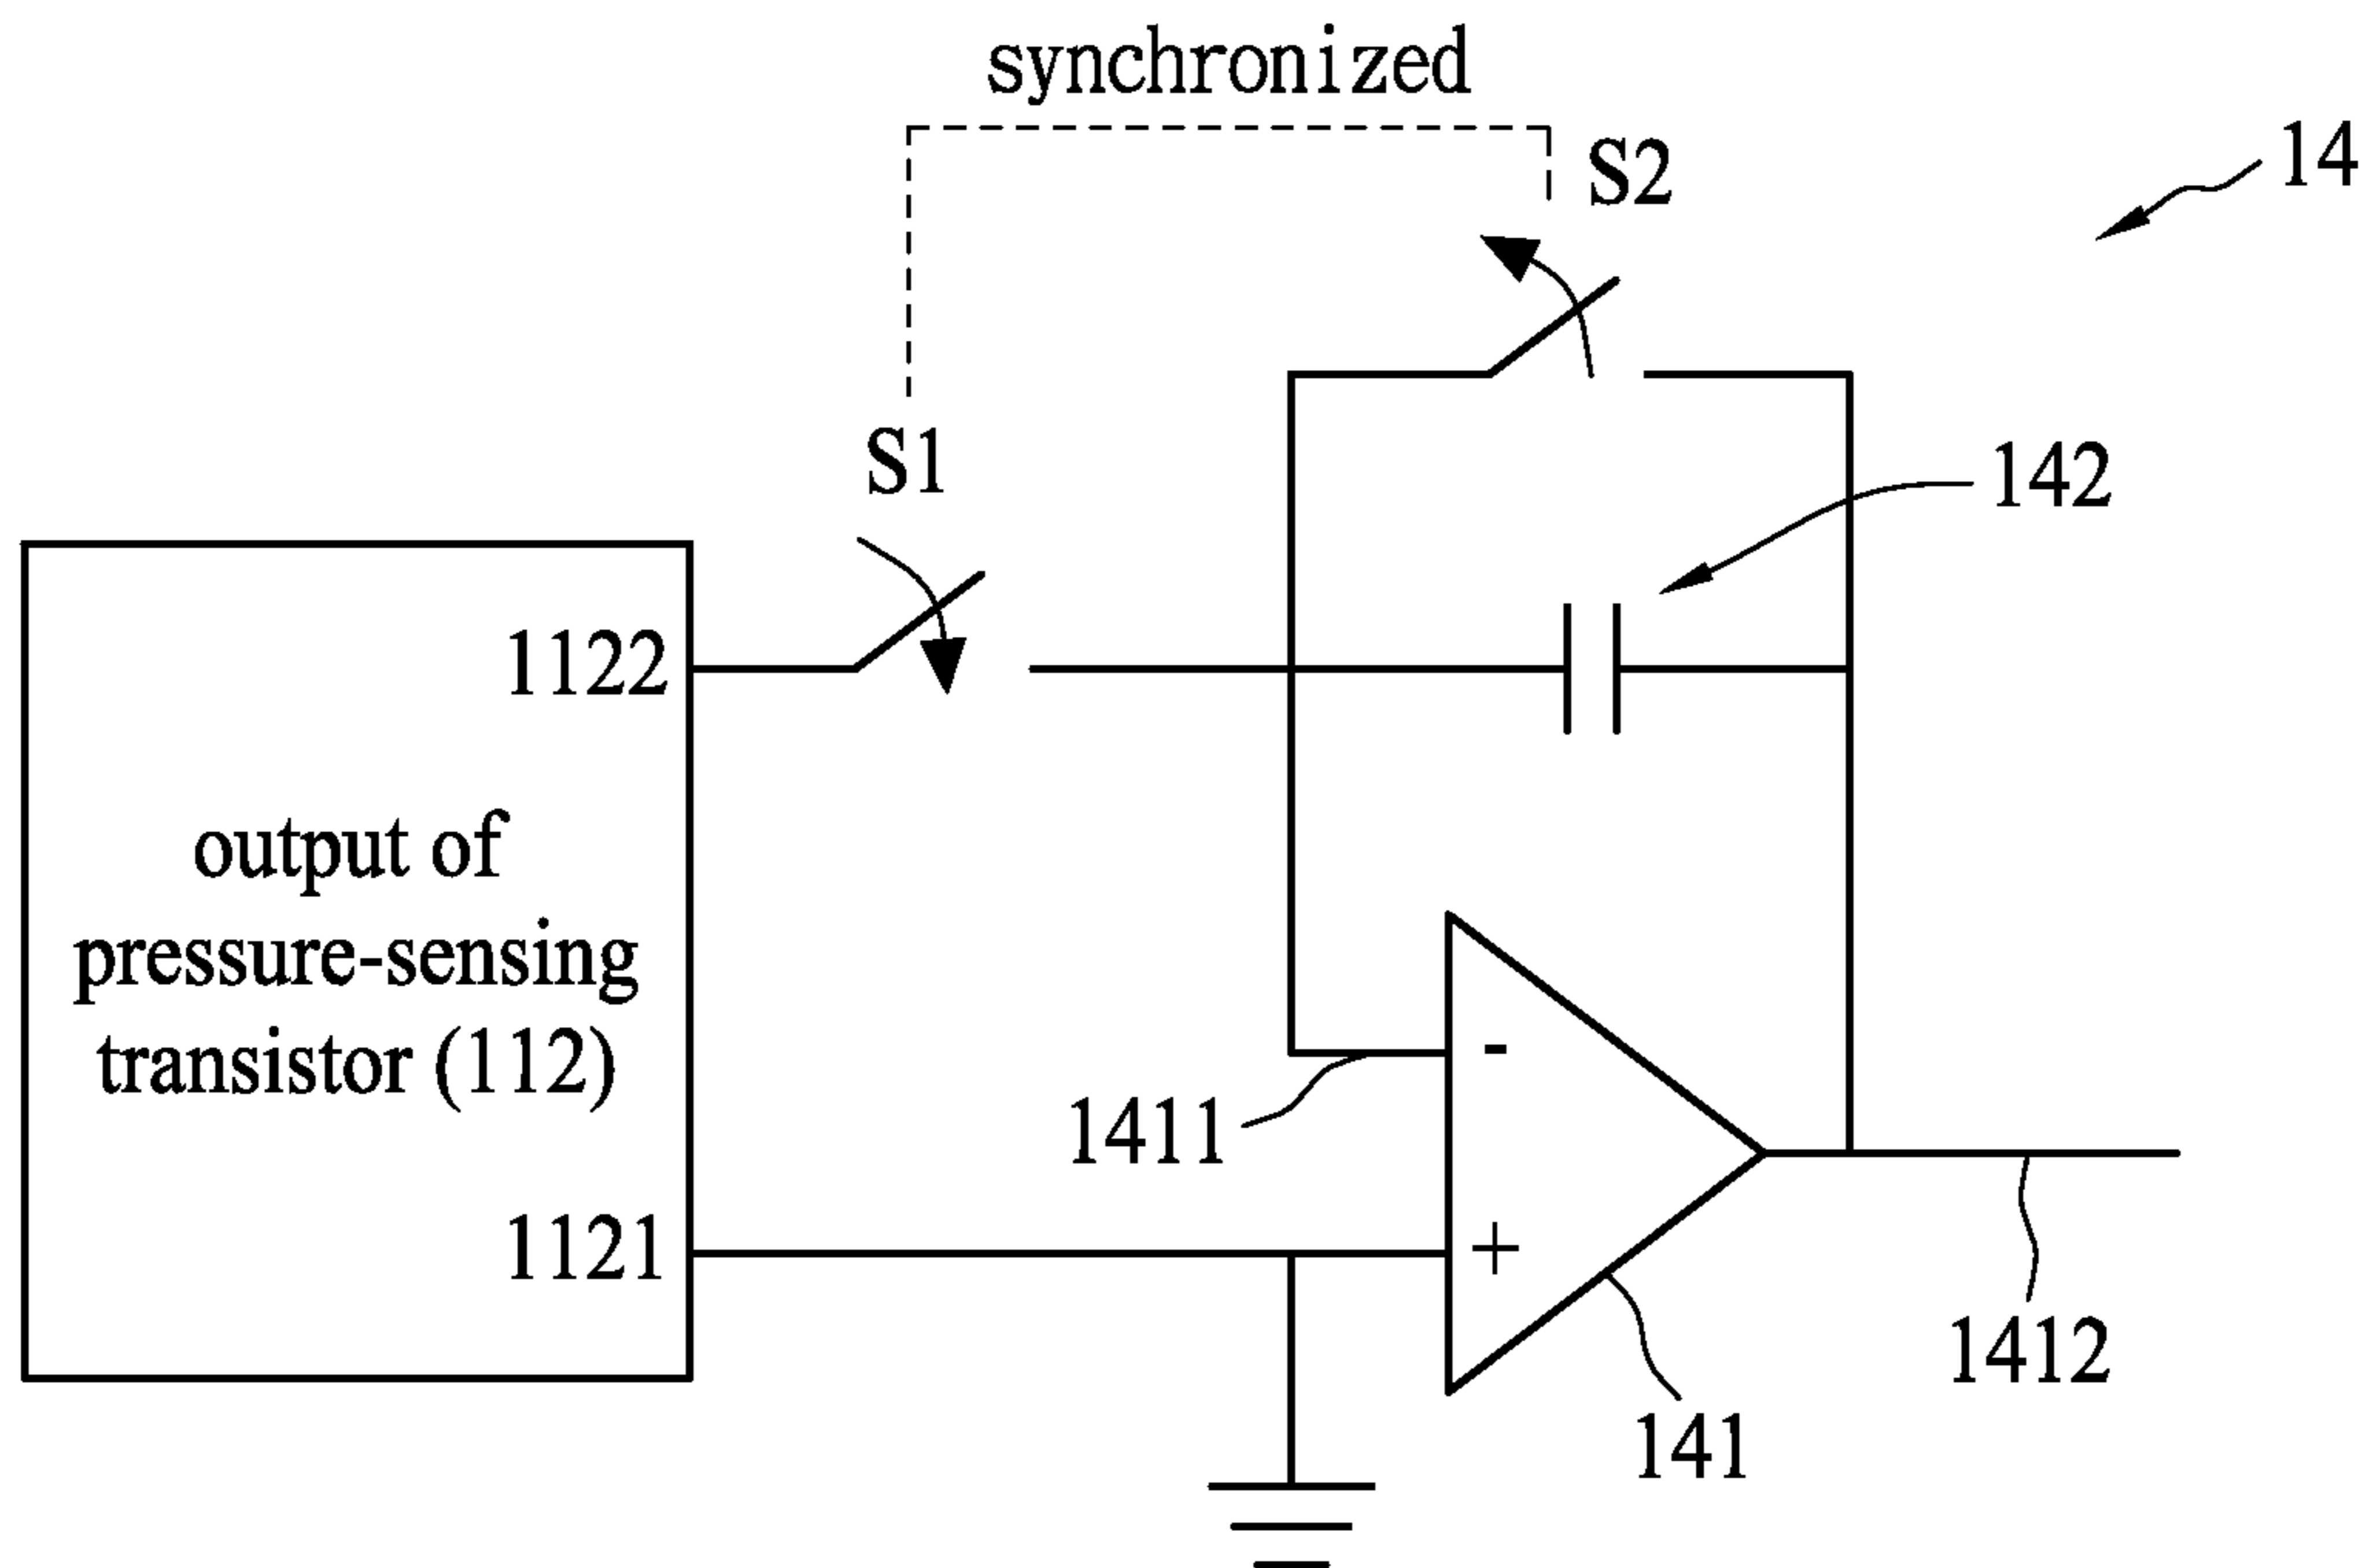 synchronized
S2
14
S1
142
1122
output of
pressure-sensing
transistor (112)
1411
-
1121
+
1412
141